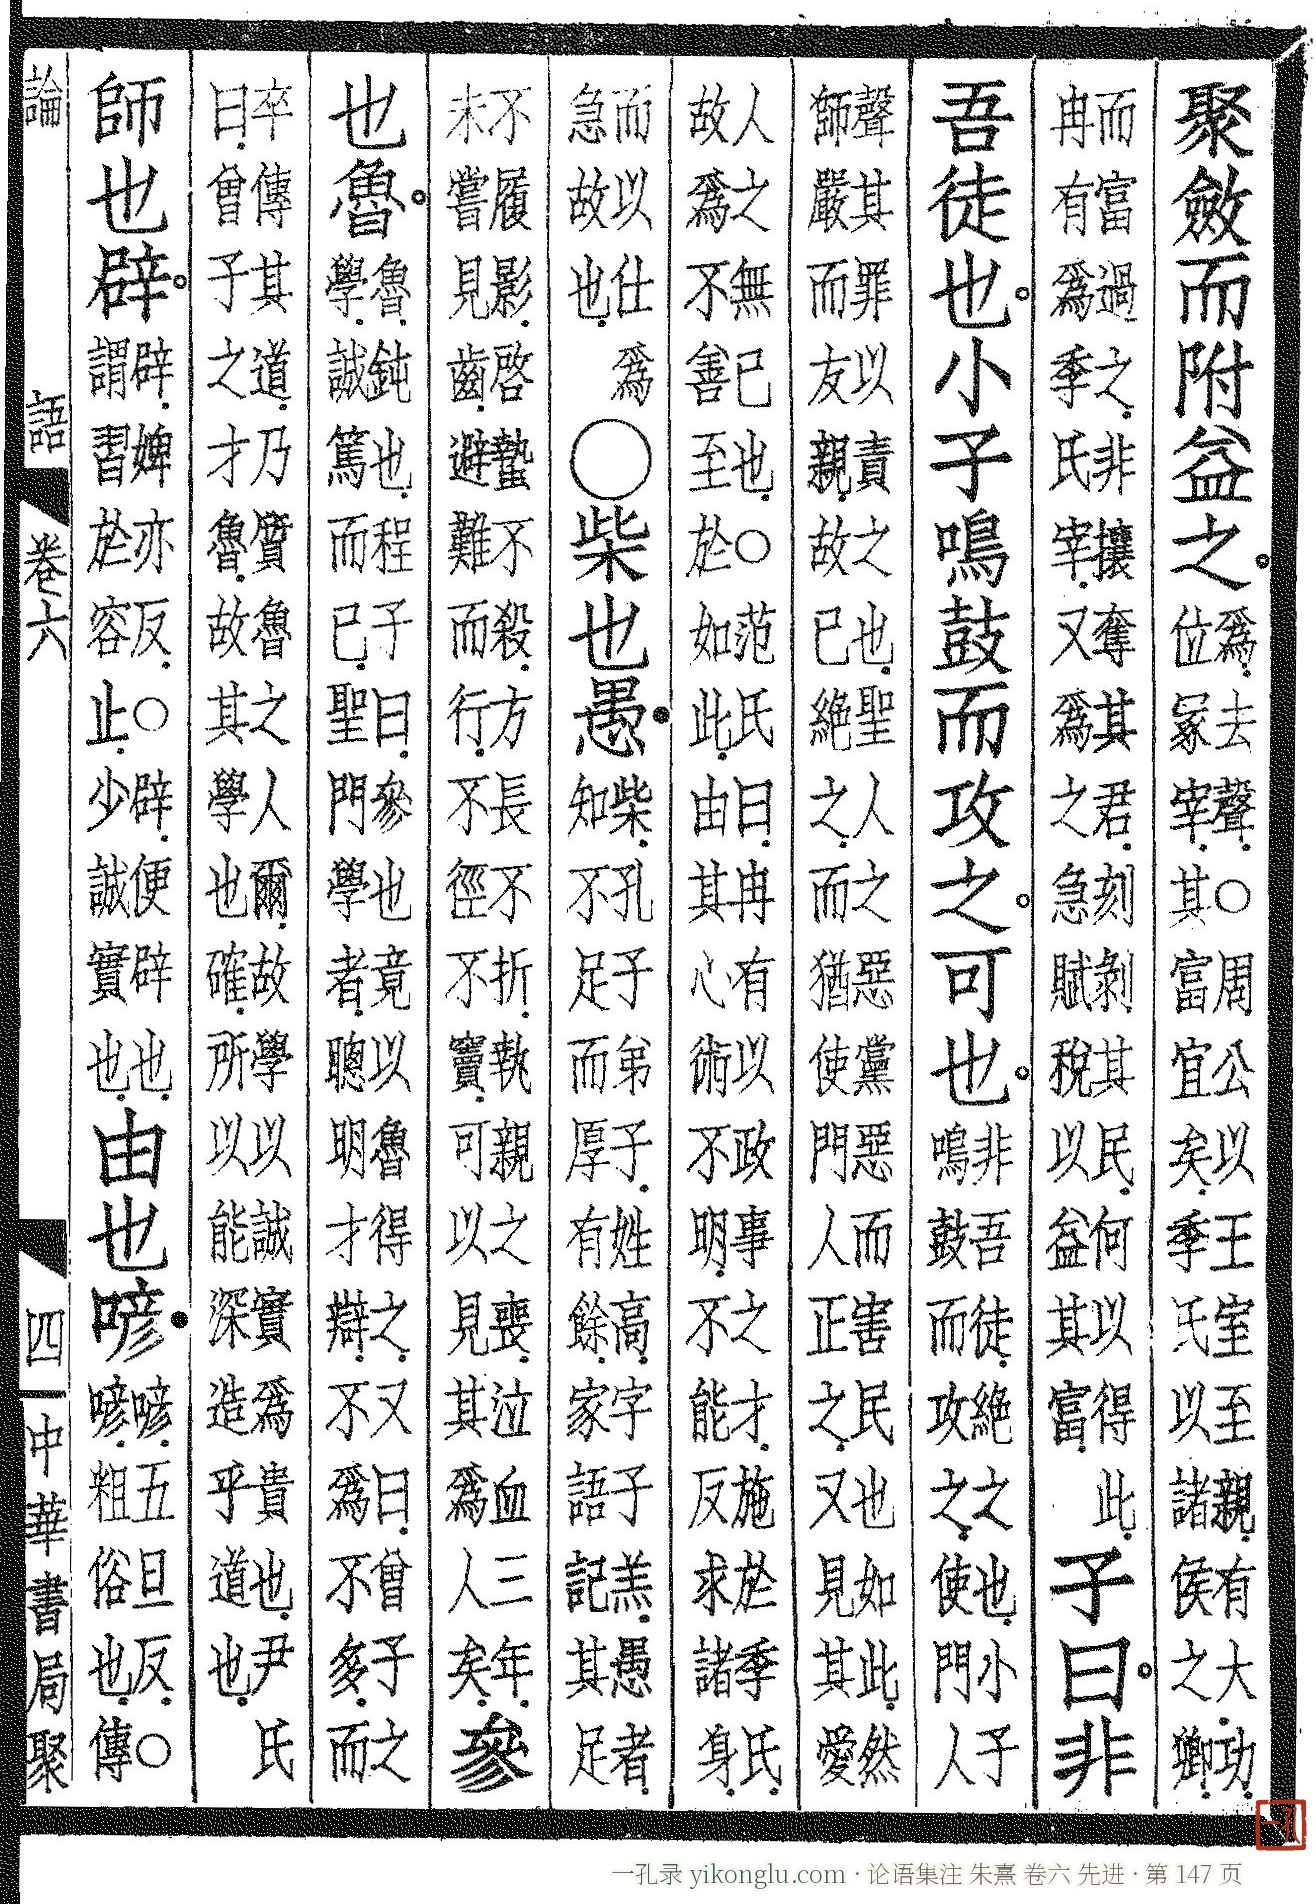 聚斂而附益之。爲去聲○周公以王室至親有大功位冢宰其富宜矣季氏以諸侯之卿
而富過之非攘奪其君刻剝其民何以得此冉有爲季氏宰又爲之急賦稅以益其富子曰。非
吾徒也。小子鳴鼓而攻之。可也。非吾徒絕之也小子鳴鼓而攻之使門人
聲其罪以責之也聖人之惡黨惡而害民也如此然師嚴而友親故已絕之而猶使門人正之又見其愛
人之無已也○范氏曰冉有以政事之才施於季氏故爲不善至於如此由其心術不明不能反求諸身
而以仕爲急故也○柴也愚柴孔子弟子姓高字子羔愚者知不足而厚有餘家語記其足
不履影啓蟄不殺方長不折執親之喪泣血三年未嘗見齒避難而行不徑不竇可以見其爲人矣參
也魯。魯鈍也程子曰參也竟以魯得之又曰曾子之學誠篤而已聖門學者聰明才辯不爲不多而
卒傳其道乃質魯之人爾故學以誠實爲貴也尹氏曰曾子之才魯故其學也確所以能深造乎道也
師也辟。辟婢亦反○辟便辟也謂習於容止少誠實也由也喭喭五旦反○喭粗俗也傳
論語 卷六 四 中華書局聚
一孔录 yikonglu.com · 论语集注 朱熹 卷六 先进 · 第 147 页